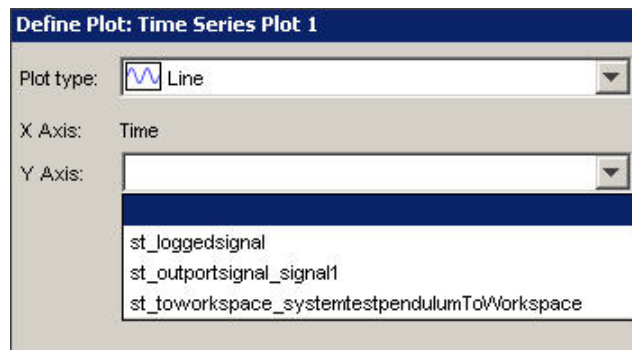 Define Plot: Time Series Plot 1
Plot type: Line
X Axis: Time
Y Axis:
st_loggedsignal
st_outportsignal_signal1
st_toworkspace_systemtestpendulumToWorkspace